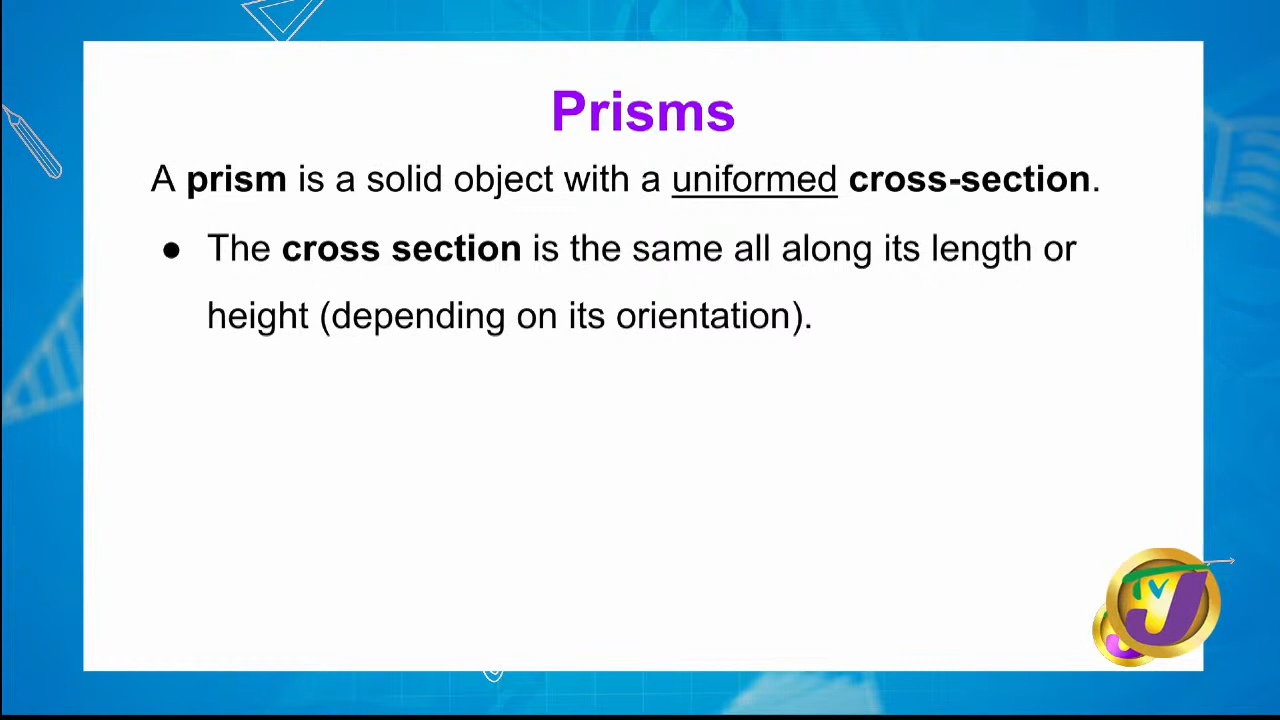 Prisms
A prism is a solid object with a uniformed cross-section.
● The cross section is the same all along its length or
height (depending on its orientation).
TVJ